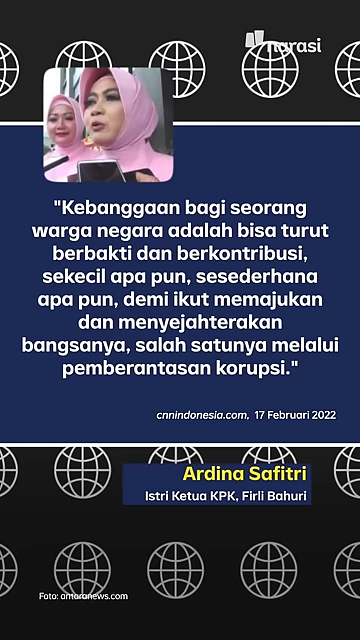 narasi
"Kebanggaan bagi seorang
warga negara adalah bisa turut
berbakti dan berkontribusi,
sekecil apa pun, sesederhana
apa pun, demi ikut memajukan
dan menyejahterakan
bangsanya, salah satunya melalui
pemberantasan korupsi."
cnnindonesia.com, 17 Februari 2022
Ardina Safitri
Istri Ketua KPK, Firli Bahuri
Foto: antaranews.com